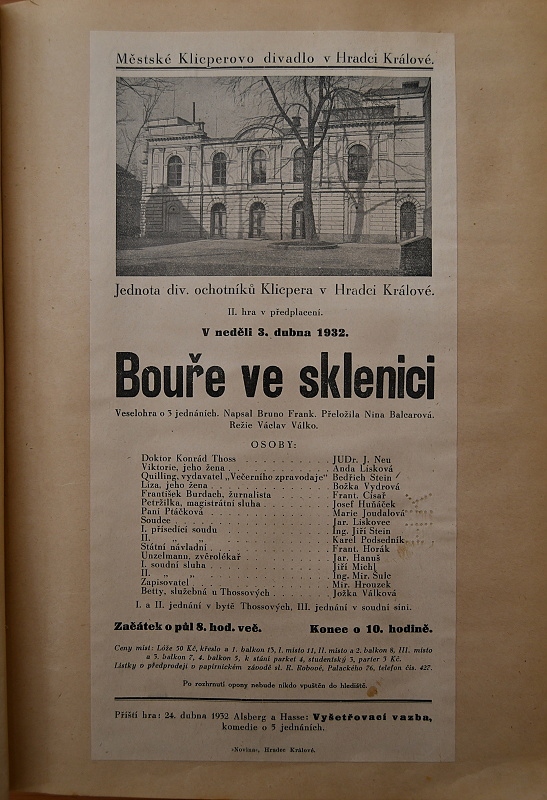 Městské Klicperovo divadlo v Hradci Králové.
Jednota div. ochotníků Klicpera v Hradci Králové.
II. hra v předplacení.
V neděli 3. dubna 1932.
Bouře ve sklenici
Veselohra o 3 jednáních. Napsal Bruno Frank. Přeložila Nina Balcarová.
Režie Václav Válko.
OSOBY:
Doktor Konrád Thoss . . . . . . . . . . JUDr. J. Neu
Viktorie, jeho žena . . . . . . . . . . Anda Lisková
Quilling, vydavatel „Večerního zpravodaje" Bedřich Stein
Liza, jeho žena . . . . . . . . . . Božka Vydrová
František Burdach, žurnalista . . . . . . Frant. Císař
Petržilka, magistrátní sluha . . . . . . Josef Huňáček
Paní Ptáčková . . . . . . . . . . Marie Joudalová
Soudce . . . . . . . . . . Jar. Liskovec
I. přísedící soudu . . . . . . . . . . Ing. Jiří Stein
II. „ „ . . . . . . . . . . Karel Podsedník
Státní návladní . . . . . . . . . . Frant. Horák
Unzelmann, zvěrolékař . . . . . . . . Jar. Hanuš
I. soudní sluha . . . . . . . . . . Jiří Michl
II. „ „ . . . . . . . . . . Ing. Mir. Šulc
Zapisovatel . . . . . . . . . . Mir. Hrouzek
Betty, služebná u Thossových . . . . . . Jožka Válková
I. a II. jednání v bytě Thossových, III. jednání v soudní síni.
Začátek o půl 8. hod. več. Konec o 10. hodině.
Ceny míst: Lóže 50 Kč, křeslo a 1. balkon 13, I. místo 11, II. místo a 2. balkon 8, III. místo
a 3. balkon 7, 4. balkon 5, k stání parket 4, studentský 3, parter 3 Kč.
Lístky v předprodeji v papírnickém závodě sl. R. Robové, Palackého 76, telefon čís. 427.
Po rozhrnutí opony nebude nikdo vpuštěn do hlediště.
Příští hra: 24. dubna 1932 Alsberg a Hesse: Vyšetřovací vazba,
komedie o 3 jednáních.
»Novina«, Hradec Králové.